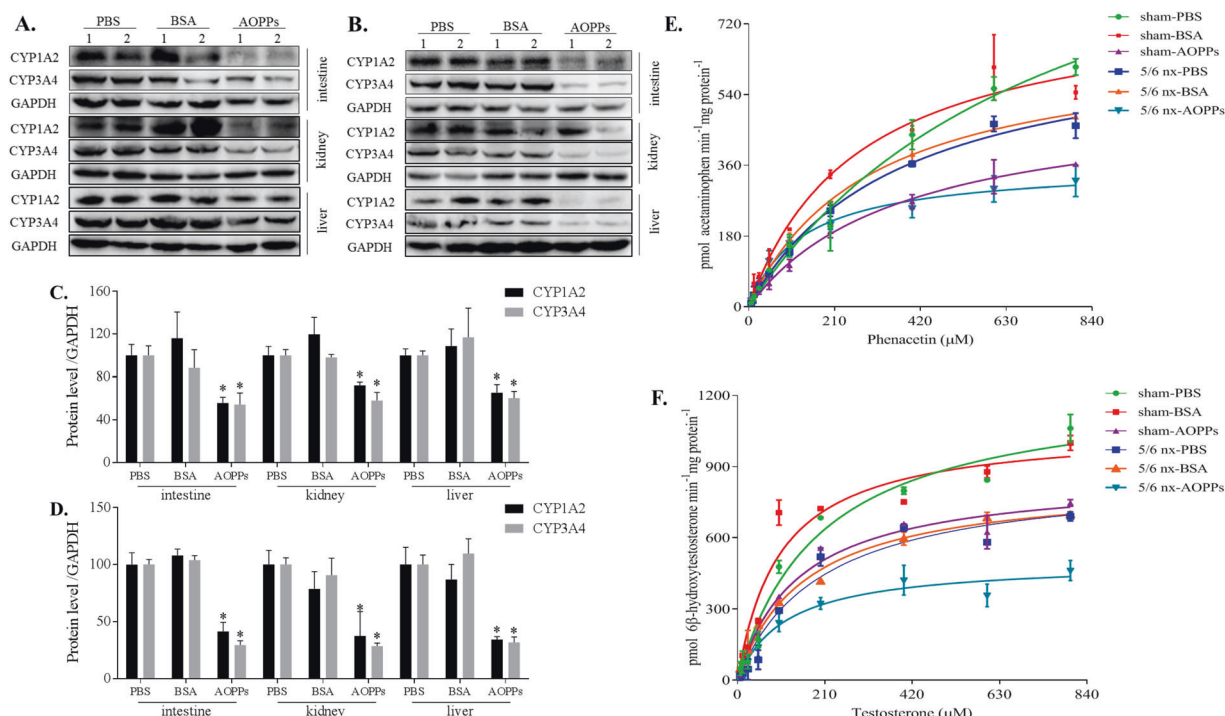 A.
PBS BSA AOPPs
1 2 1 2 1 2
CYP1A2
CYP3A4
GAPDH
intestine
CYP1A2
CYP3A4
GAPDH
kidney
CYP1A2
CYP3A4
GAPDH
liver
B.
PBS BSA AOPPs
1 2 1 2 1 2
CYP1A2
CYP3A4
GAPDH
intestine
CYP1A2
CYP3A4
GAPDH
kidney
CYP1A2
CYP3A4
GAPDH
liver
C.
Protein level /GAPDH
160
120
80
40
0
CYP1A2
CYP3A4
* * * * * *
PBS BSA AOPPs PBS BSA AOPPs PBS BSA AOPPs
intestine kidney liver
D.
Protein level/GAPDH
150
100
50
0
CYP1A2
CYP3A4
* * * * * *
PBS BSA AOPPs PBS BSA AOPPs PBS BSA AOPPs
intestine kidney liver
E.
pmol acetaminophen min⁻¹mg protein⁻¹
720
540
360
180
0
0 210 420 630 840
Phenacetin (μM)
sham-PBS
sham-BSA
sham-AOPPs
5/6 nx-PBS
5/6 nx-BSA
5/6 nx-AOPPs
F.
pmol 6β-hydroxytestosterone min⁻¹mg protein⁻¹
1200
900
600
300
0
0 210 420 630 840
Testosterone (μM)
sham-PBS
sham-BSA
sham-AOPPs
5/6 nx-PBS
5/6 nx-BSA
5/6 nx-AOPPs